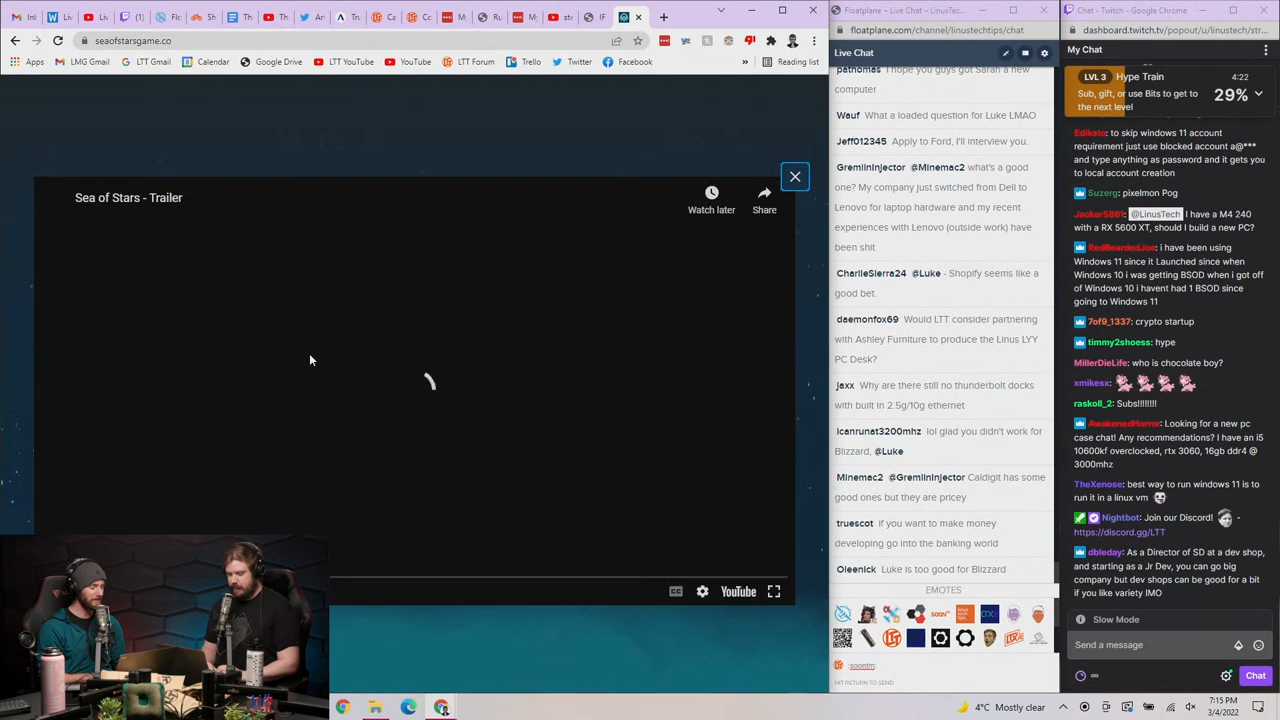 seaofstarsgame.co
Apps
LMG Gmail
LTT Gmail
Calendar
Google Drive
LTT YouTube
YouTube
LTT Forum
Trello
Twitter
Facebook
»
Reading list
Sea of Stars - Trailer
Watch later
Share
YouTube
Floatplane — Live Chat — LinusTec...
floatplane.com/channel/linustechtips/chat
Live Chat
pathomas I hope you guys got Sarah a new
computer
Wauf What a loaded question for Luke LMAO
Jeff012345 Apply to Ford, I'll interview you.
GremlinInjector @Minemac2 what's a good
one? My company just switched from Dell to
Lenovo for laptop hardware and my recent
experiences with Lenovo (outside work) have
been shit
CharlieSierra24 @Luke - Shopify seems like a
good bet.
daemonfox69 Would LTT consider partnering
with Ashley Furniture to produce the Linus LYY
PC Desk?
jaxx Why are there still no thunderbolt docks
with built in 2.5g/10g ethernet
icanrunat3200mhz lol glad you didn't work for
Blizzard, @Luke
Minemac2 @GremlinInjector Caldigit has some
good ones but they are pricey
truescot if you want to make money
developing go into the banking world
Oleenick Luke is too good for Blizzard
EMOTES
:soontm:
HIT RETURN TO SEND
Chat - Twitch - Google Chrome
dashboard.twitch.tv/popout/u/linustech/str...
My Chat
LVL 3 Hype Train 4:22
Sub, gift, or use Bits to get to
the next level
29%
Ediksto: to skip windows 11 account
requirement just use blocked account a@***
and type anything as password and it gets you
to local account creation
Suzerg: pixelmon Pog
Jacker5861: @LinusTech I have a M4 240
with a RX 5600 XT, should I build a new PC?
RedBeardedJoe: i have been using
Windows 11 since it Launched since when
Windows 10 i was getting BSOD when i got off
of Windows 10 i havent had 1 BSOD since
going to Windows 11
7of9_1337: crypto startup
timmy2shoess: hype
MillerDieLife: who is chocolate boy?
xmikesx:
raskoll_2: Subs!!!!!!!!
AwakenedHorror: Looking for a new pc
case chat! Any recommendations? I have an i5
10600kf overclocked, rtx 3060, 16gb ddr4 @
3000mhz
TheXenose: best way to run windows 11 is to
run it in a linux vm
Nightbot: Join our Discord! -
https://discord.gg/LTT
dbleday: As a Director of SD at a dev shop,
and starting as a Jr Dev, you can go big
company but dev shops can be good for a bit
if you like variety IMO
Slow Mode
Send a message
Chat
4°C Mostly clear
7:15 PM
3/4/2022